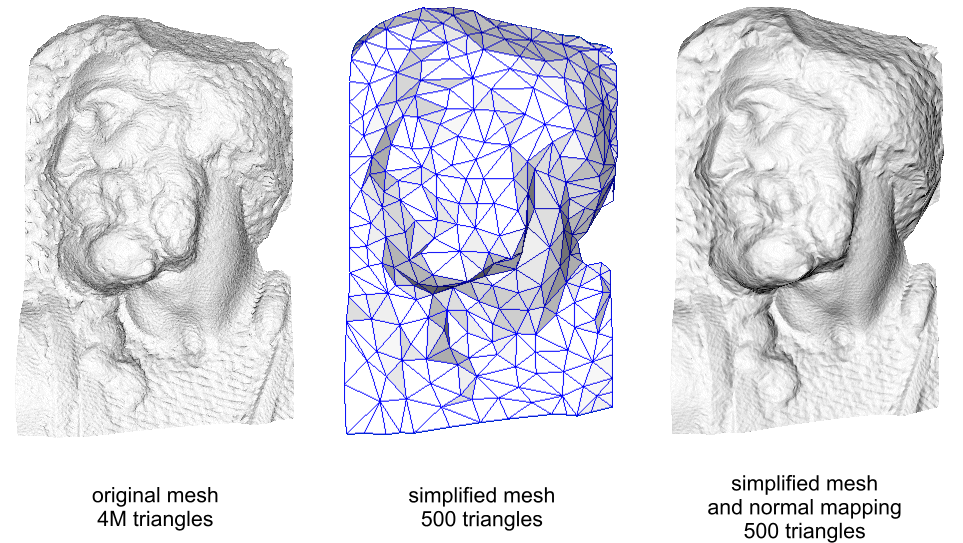 original mesh
4M triangles
simplified mesh
500 triangles
simplified mesh
and normal mapping
500 triangles